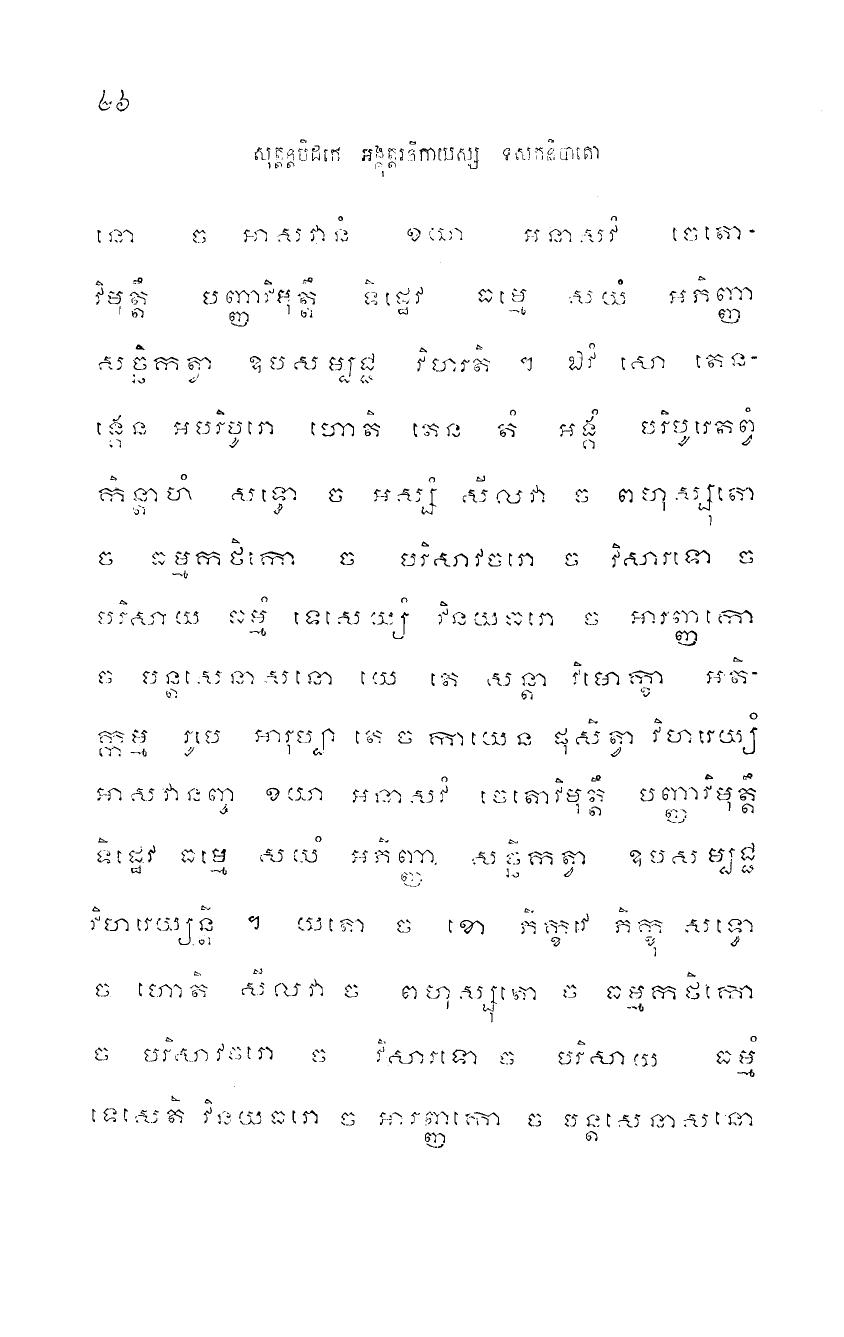 ៤៦
សុត្តន្តបិដកេ អង្គុត្តរនិកាយស្ស ទសកនិបាតោ
នោ ច អាសវានំ ខយា អនាសវំ ចេតោ-
វិមុត្តឹ បញ្ញាវិមុត្តឹ ទិដ្ឋេវ ធម្មេ សយំ អភិញ្ញា
សច្ឆិកត្វា ឧបសម្បជ្ជ វិហរតិ ។ ឯវំ សោ តេន-
ង្គេន អបរិបូរោ ហោតិ តេន តំ អង្គំ បរិបូរេតព្វំ
កិន្តាហំ សទ្ធោ ច អស្សំ សីលវា ច ពហុស្សុតោ
ច ធម្មកថិកោ ច បរិសាវចរោ ច វិសារទោ ច
បរិសាយ ធម្មំ ទេសេយ្យំ វិនយធរោ ច អារញ្ញកោ
ច បន្តសេនាសនោ យេ តេ សន្តា វិមោក្ខា អតិ-
ក្កម្ម រូបេ អារុប្បា តេ ច កាយេន ផុសិត្វា វិហរេយ្យំ
អាសវានញ្ច ខយា អនាសវំ ចេតោវិមុត្តឹ បញ្ញាវិមុត្តឹ
ទិដ្ឋេវ ធម្មេ សយំ អភិញ្ញា សច្ឆិកត្វា ឧបសម្បជ្ជ
វិហរេយ្យន្តិ ។ យតោ ច ខោ ភិក្ខវេ ភិក្ខុ សទ្ធោ
ច ហោតិ សីលវា ច ពហុស្សុតោ ច ធម្មកថិកោ
ច បរិសាវចរោ ច វិសារទោ ច បរិសាយ ធម្មំ
ទេសេតិ វិនយធរោ ច អារញ្ញកោ ច បន្តសេនាសនោ